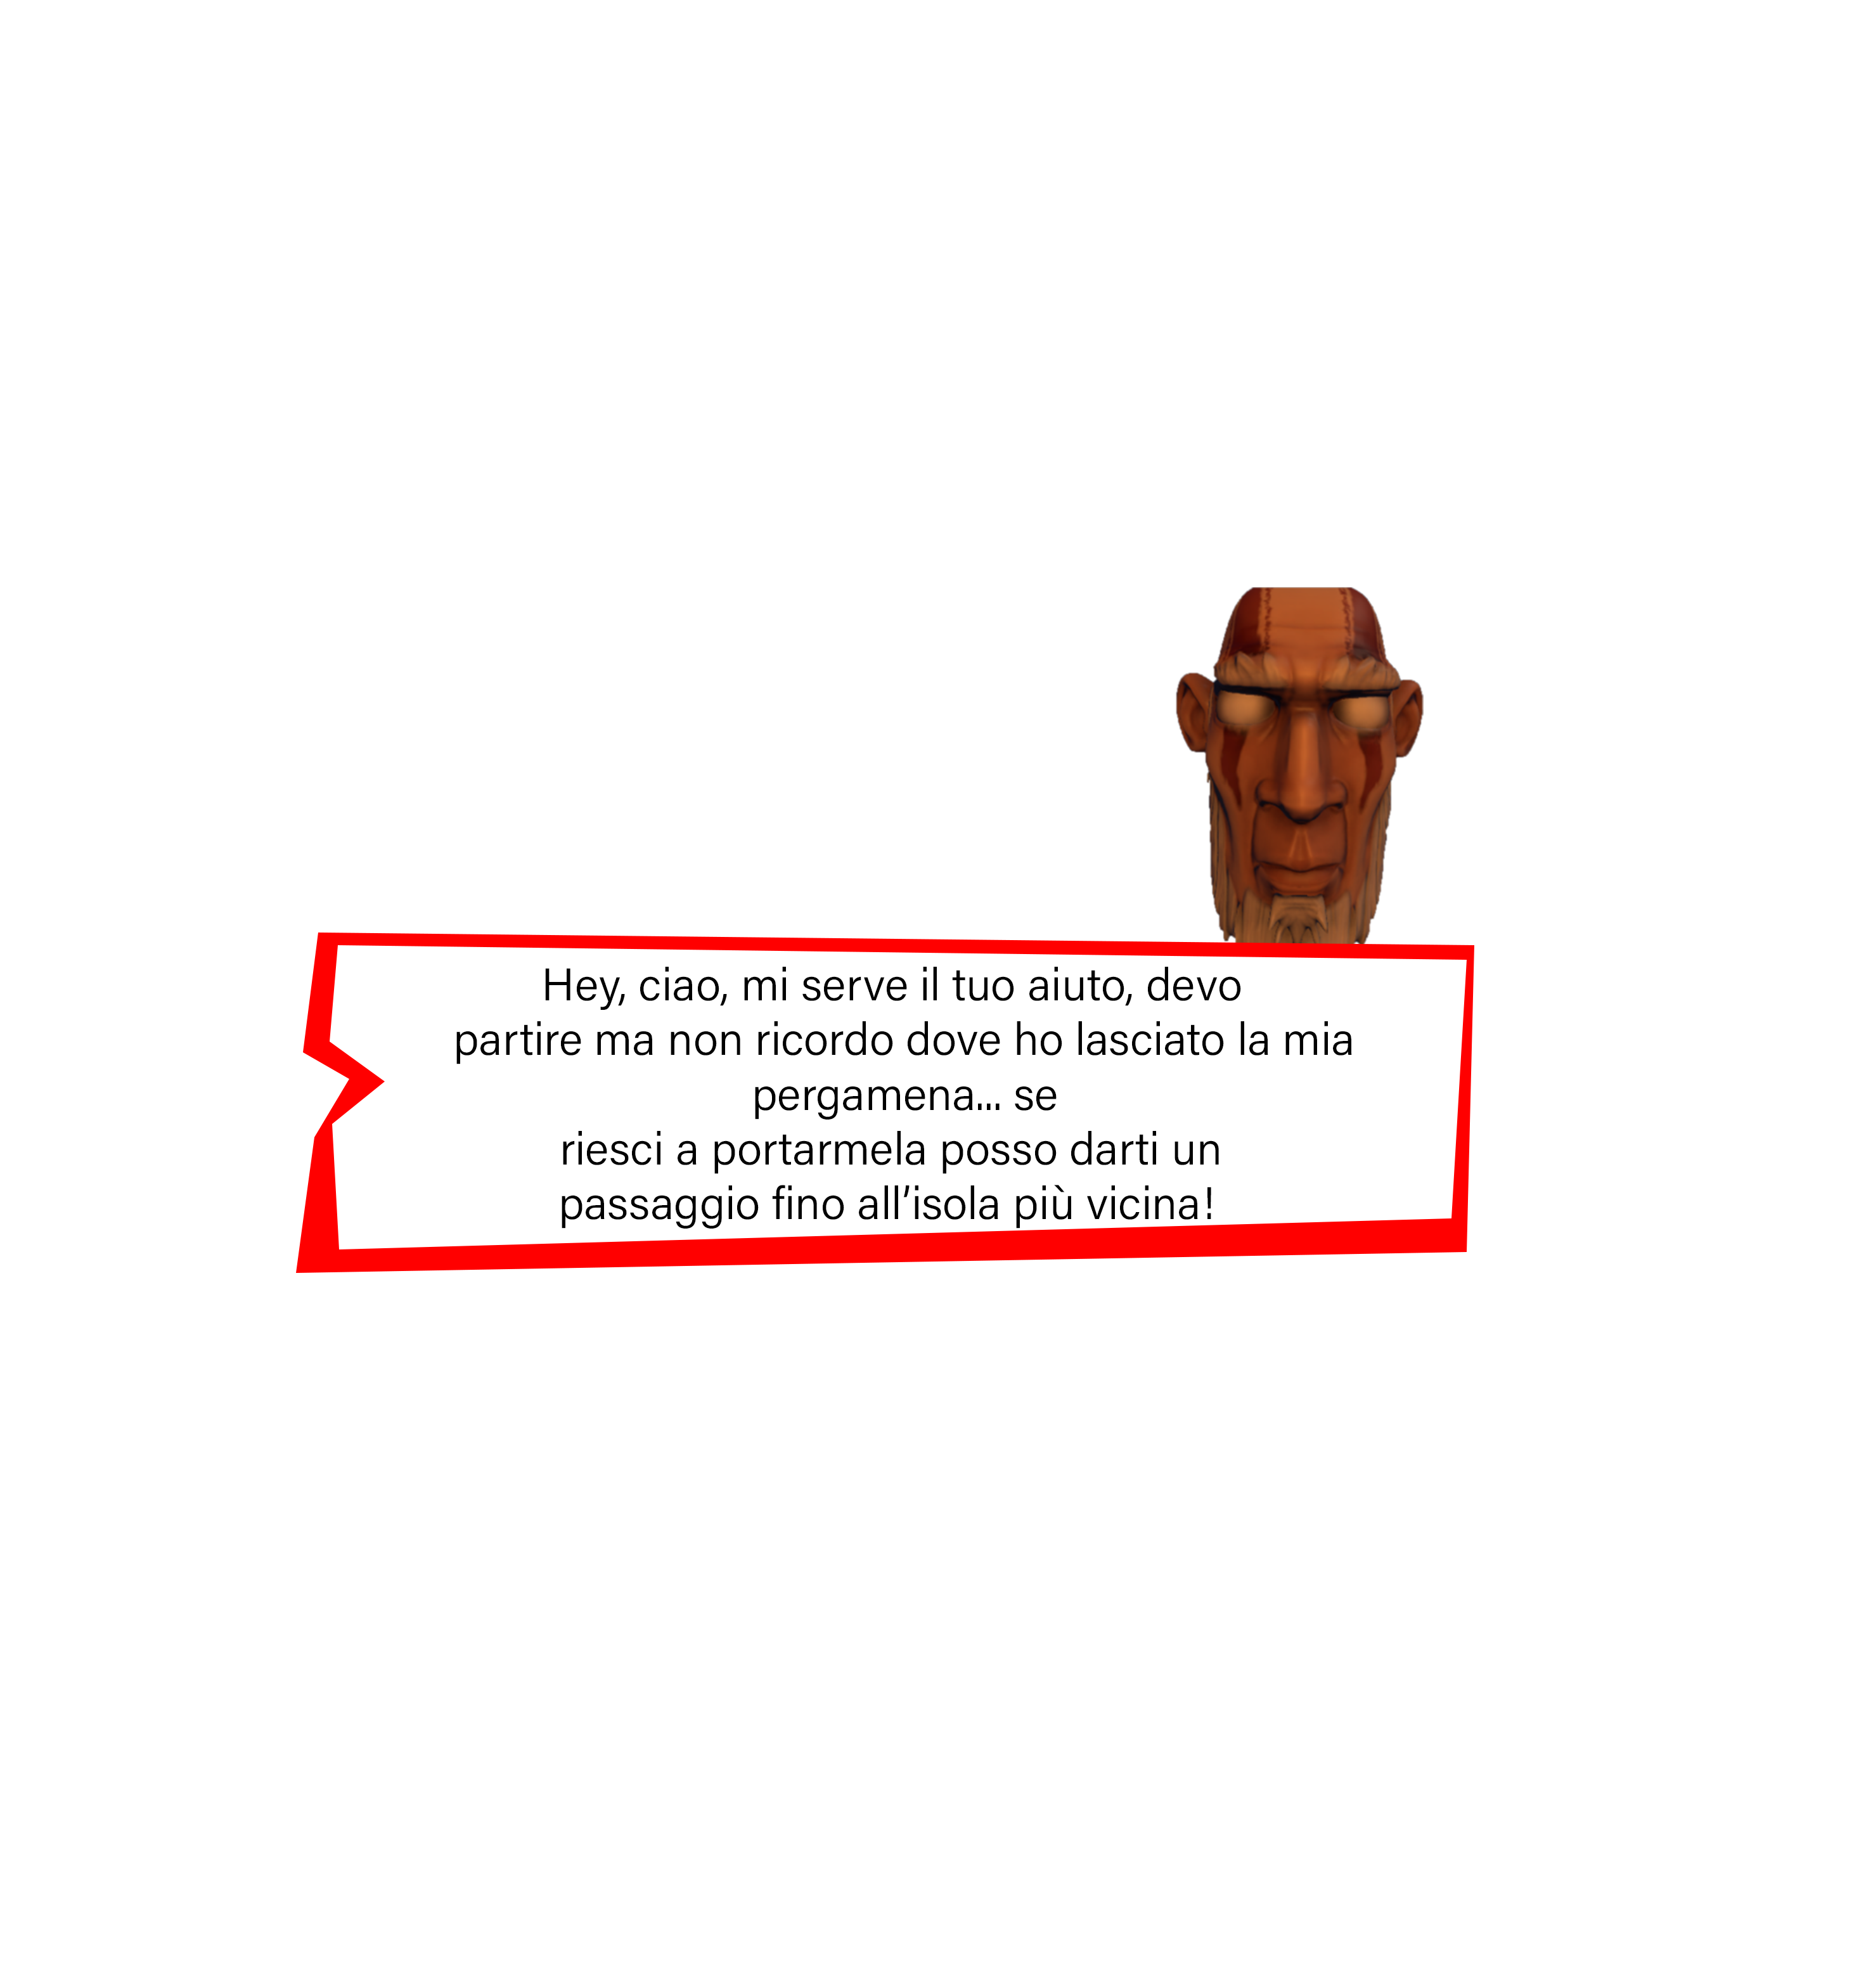 Hey, ciao, mi serve il tuo aiuto, devo
partire ma non ricordo dove ho lasciato la mia
pergamena... se
riesci a portarmela posso darti un
passaggio fino all’isola più vicina!